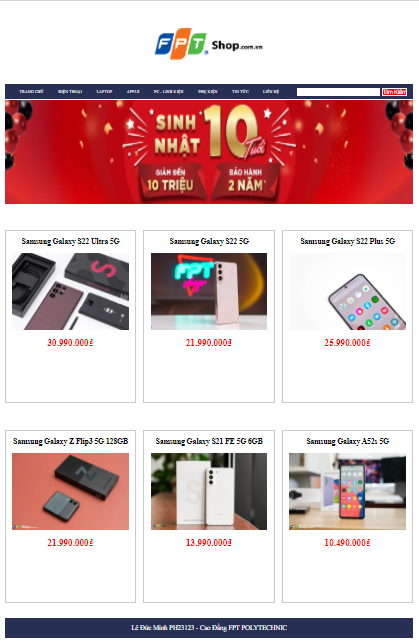 FPT Shop.com.vn
TRANG CHỦ ĐIỆN THOẠI LAPTOP APPLE PC - LINH KIỆN PHỤ KIỆN TIN TỨC LIÊN HỆ Tìm Kiếm
SINH NHẬT 10 Tuổi
GIẢM ĐẾN 10 TRIỆU
BẢO HÀNH 2 NĂM*
Samsung Galaxy S22 Ultra 5G
S
30.990.000₫
Samsung Galaxy S22 5G
FPT
21.990.000₫
Samsung Galaxy S22 Plus 5G
25.990.000₫
Samsung Galaxy Z Flip3 5G 128GB
Z
Shop
21.990.000₫
Samsung Galaxy S21 FE 5G 6GB
S
13.990.000₫
Samsung Galaxy A52s 5G
10.490.000₫
Lê Đức Minh PH23123 - Cao Đẳng FPT POLYTECHNIC